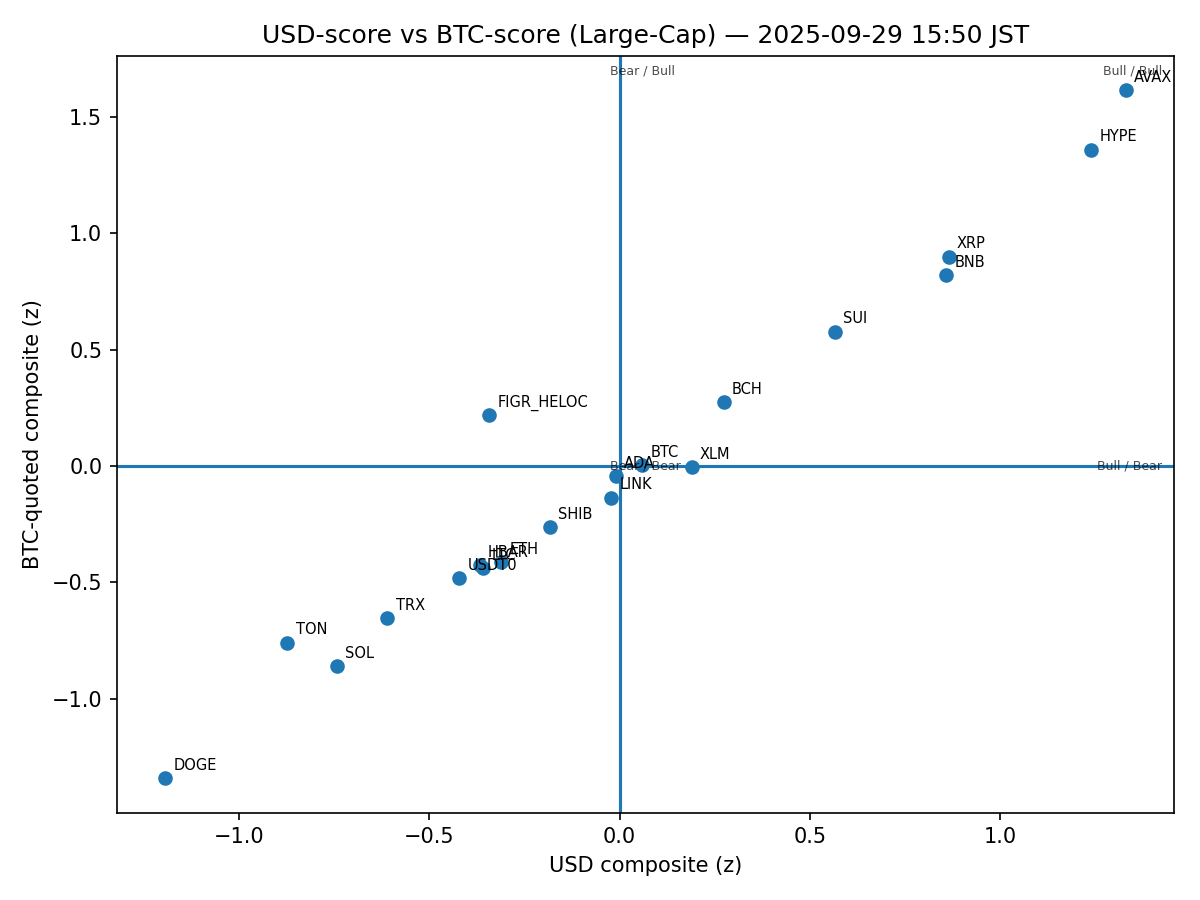 USD-score vs BTC-score (Large-Cap) — 2025-09-29 15:50 JST
Bear / Bull
Bull / Bull
AVAX
HYPE
XRP
BNB
SUI
BCH
FIGR_HELOC
BTC
XLM
ADA
Bear / Bear
Bull / Bear
LINK
SHIB
ETH
HBAR
USDT0
TRX
TON
SOL
DOGE
1.5
1.0
0.5
0.0
−0.5
−1.0
BTC-quoted composite (z)
−1.0
−0.5
0.0
0.5
1.0
USD composite (z)